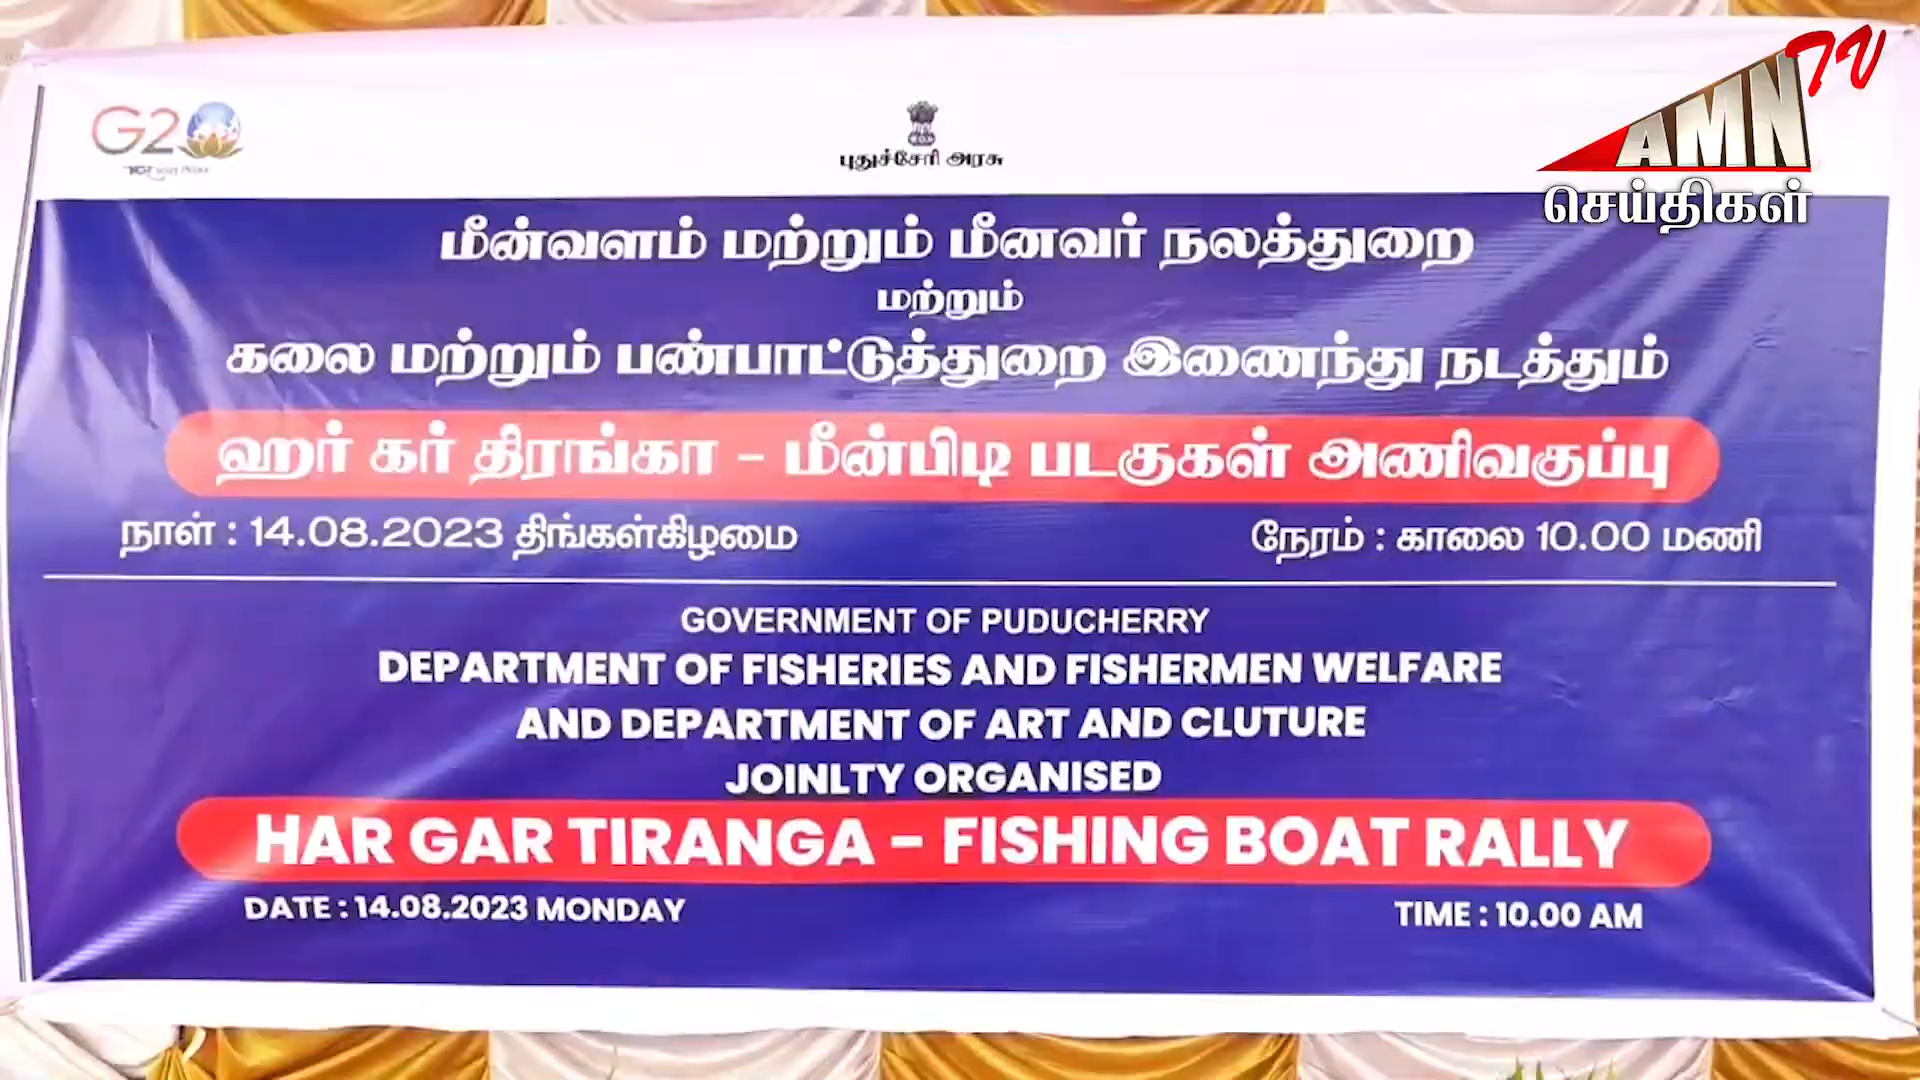 G20
புதுச்சேரி அரசு
AMN TV
செய்திகள்
மீன்வளம் மற்றும் மீனவர் நலத்துறை
மற்றும்
கலை மற்றும் பண்பாட்டுத்துறை இணைந்து நடத்தும்
ஹர் கர் திரங்கா - மீன்பிடி படகுகள் அணிவகுப்பு
நாள் : 14.08.2023 திங்கள்கிழமை
நேரம் : காலை 10.00 மணி
GOVERNMENT OF PUDUCHERRY
DEPARTMENT OF FISHERIES AND FISHERMEN WELFARE
AND DEPARTMENT OF ART AND CLUTURE
JOINLTY ORGANISED
HAR GAR TIRANGA - FISHING BOAT RALLY
DATE : 14.08.2023 MONDAY
TIME : 10.00 AM